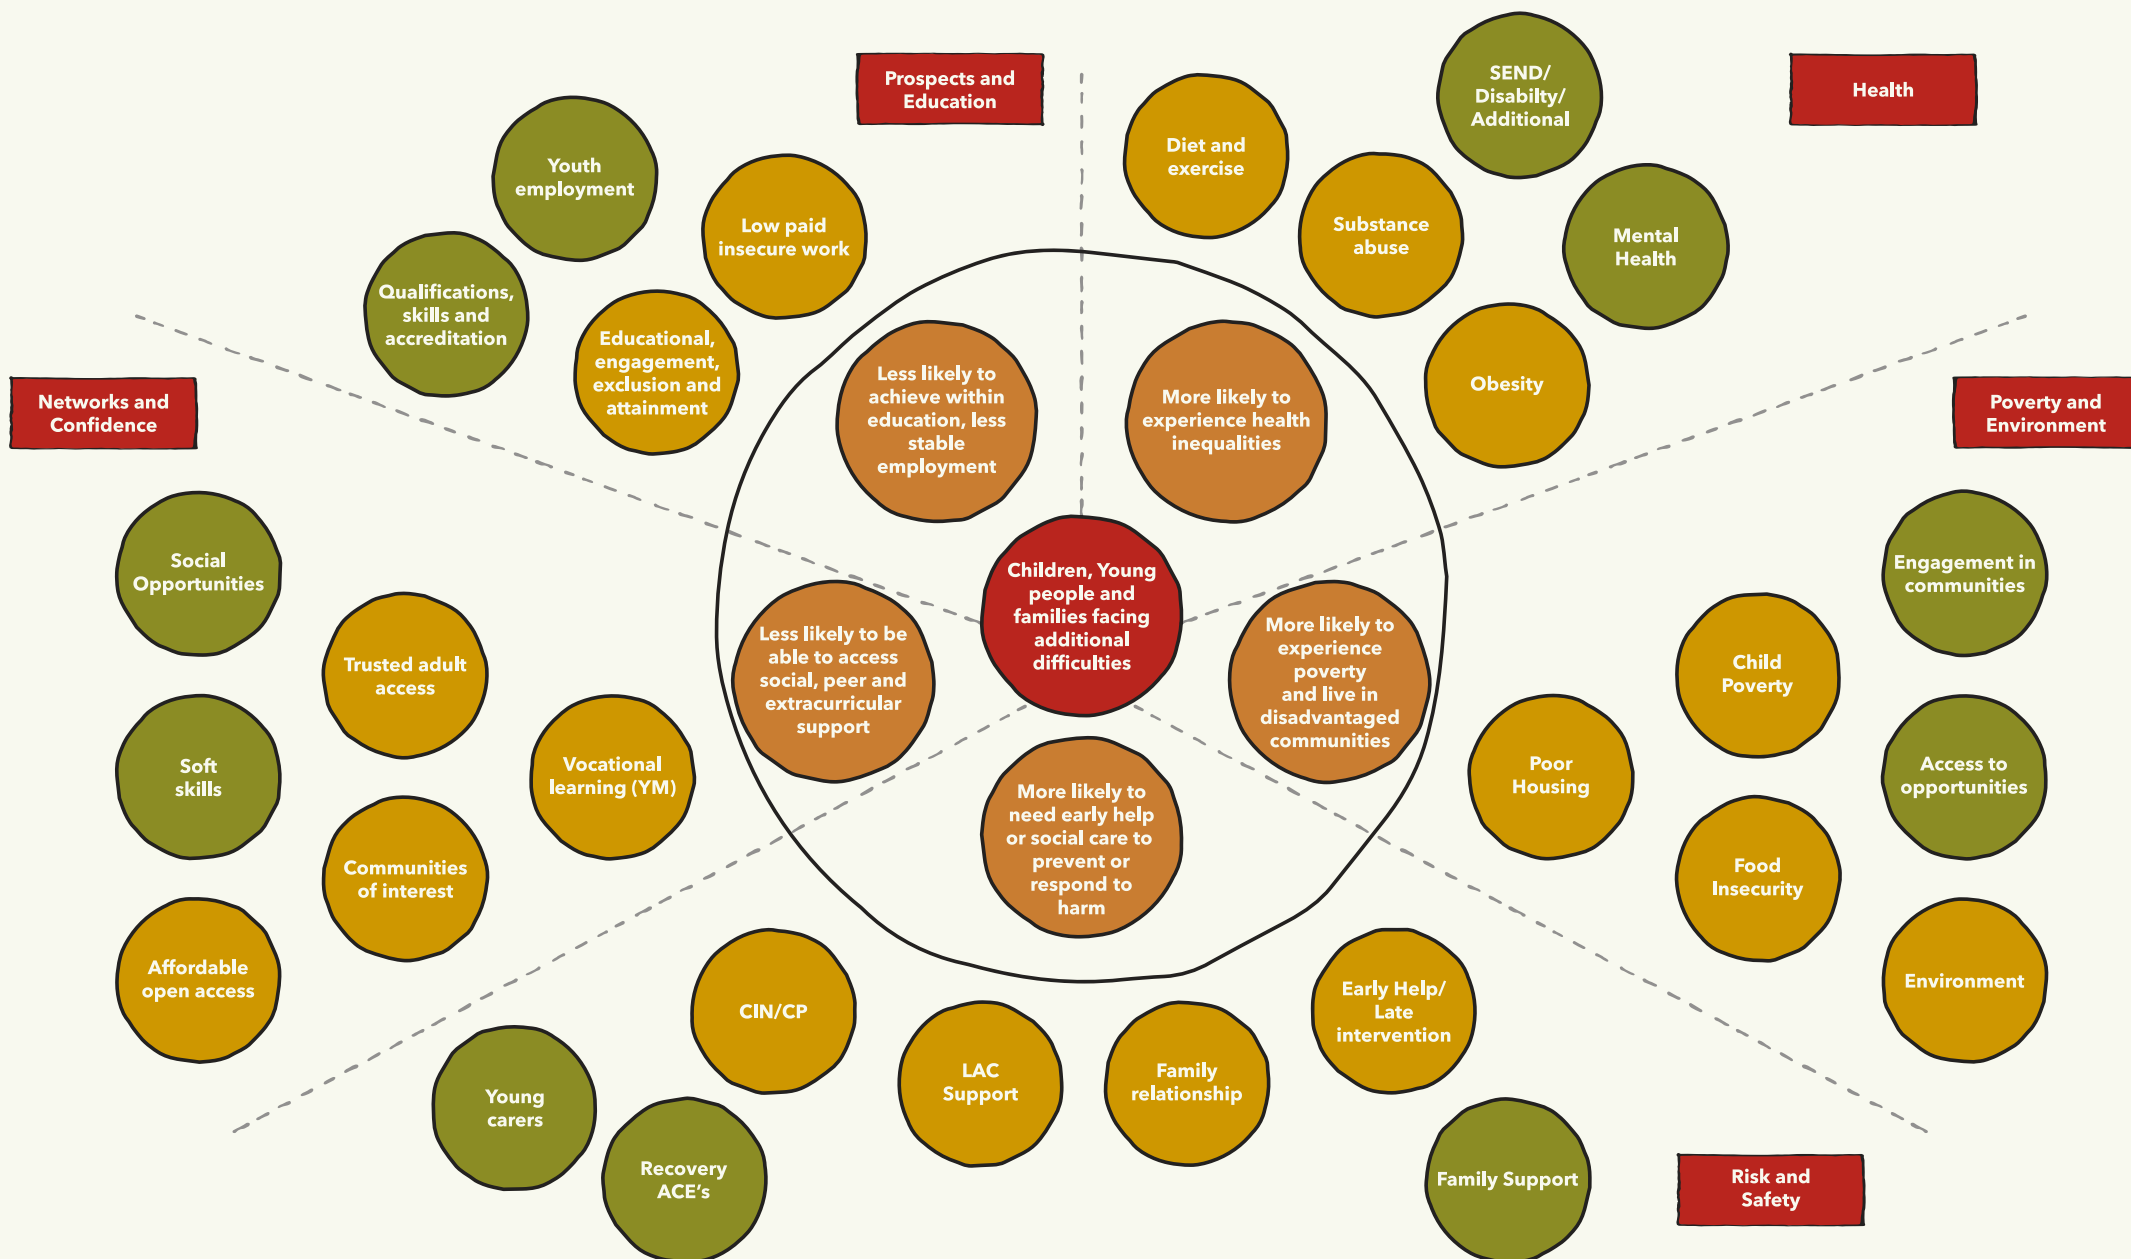 Prospects and
Education
Youth
employment
Low paid
insecure work
Qualifications,
skills and
accreditation
Educational,
engagement,
exclusion and
attainment
Health
SEND/
Disabilty/
Additional
Diet and
exercise
Substance
abuse
Mental
Health
Obesity
Networks and
Confidence
Social
Opportunities
Trusted adult
access
Soft
skills
Vocational
learning (YM)
Communities
of interest
Affordable
open access
Less likely to
achieve within
education, less
stable
employment
More likely to
experience health
inequalities
Children, Young
people and
families facing
additional
difficulties
Less likely to be
able to access
social, peer and
extracurricular
support
More likely to
experience
poverty
and live in
disadvantaged
communities
More likely to
need early help
or social care to
prevent or
respond to
harm
Poverty and
Environment
Engagement in
communities
Child
Poverty
Poor
Housing
Access to
opportunities
Food
Insecurity
Environment
CIN/CP
LAC
Support
Family
relationship
Early Help/
Late
intervention
Young
carers
Recovery
ACE’s
Family Support
Risk and
Safety